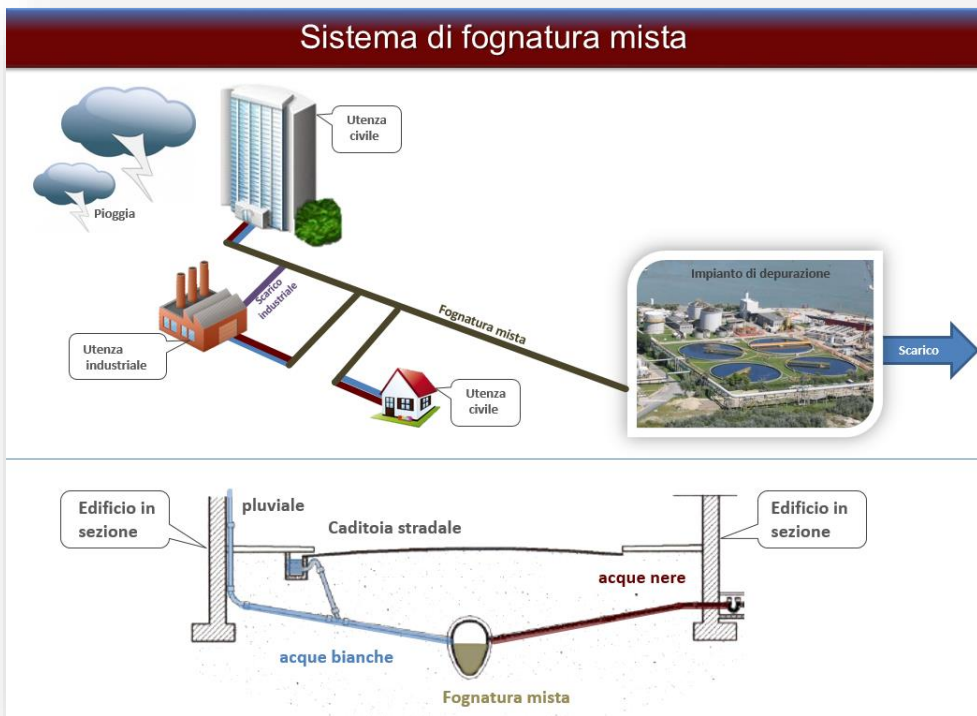 Sistema di fognatura mista
Utenza
civile
Pioggia
Scarico
industriale
Impianto di depurazione
Fognatura mista
Scarico
Utenza
industriale
Utenza
civile
Edificio in
sezione
pluviale
Caditoia stradale
Edificio in
sezione
acque nere
acque bianche
Fognatura mista